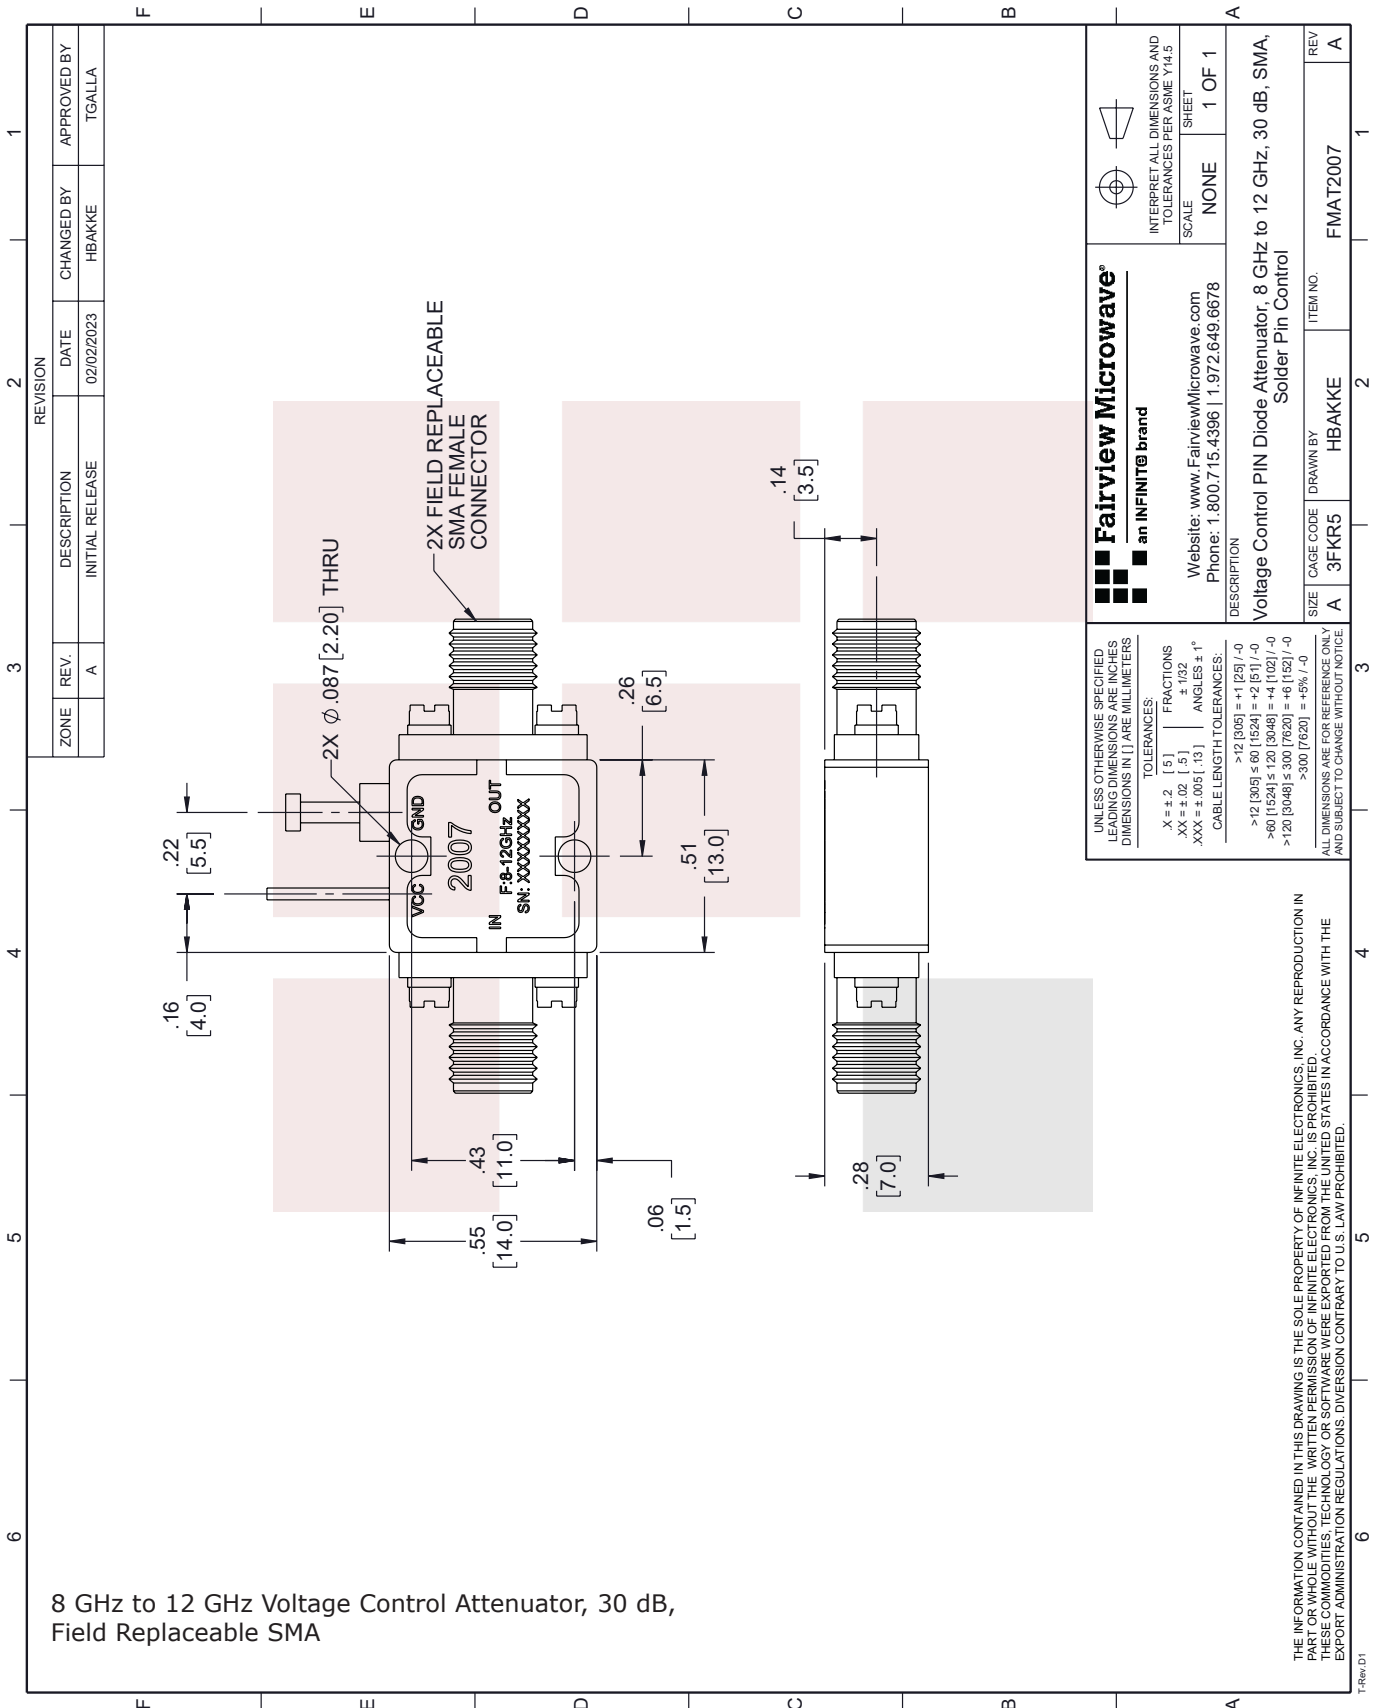 REVISION
ZONE REV. DESCRIPTION DATE CHANGED BY APPROVED BY
A INITIAL RELEASE 02/02/2023 HBAKKE TGALLA
6 5 4 3 2 1
F
E
D
C
B
A
.16
[4.0]
.22
[5.5]
2X Ø .087 [2.20] THRU
2X FIELD REPLACEABLE
SMA FEMALE
CONNECTOR
VCC GND
2007
IN OUT
F:8-12GHz
SN: XXXXXXXX
.55
[14.0]
.43
[11.0]
.06
[1.5]
.26
[6.5]
.51
[13.0]
.14
[3.5]
.28
[7.0]
UNLESS OTHERWISE SPECIFIED
LEADING DIMENSIONS ARE INCHES
DIMENSIONS IN [ ] ARE MILLIMETERS
TOLERANCES:
.X = ± .2 [ 5 ] FRACTIONS
.XX = ± .02 [ .5 ] ± 1/32
.XXX = ± .005 [ .13 ] ANGLES ± 1°
CABLE LENGTH TOLERANCES:
>12 [305] = +1 [25] / -0
>12 [305] ≤ 60 [1524] = +2 [51] / -0
>60 [1524] ≤ 120 [3048] = +4 [102] / -0
>120 [3048] ≤ 300 [7620] = +6 [152] / -0
>300 [7620] = +5% / -0
ALL DIMENSIONS ARE FOR REFERENCE ONLY
AND SUBJECT TO CHANGE WITHOUT NOTICE.
Fairview Microwave®
an INFINIT@ brand
Website: www.FairviewMicrowave.com
Phone: 1.800.715.4396 | 1.972.649.6678
INTERPRET ALL DIMENSIONS AND
TOLERANCES PER ASME Y14.5
SCALE
NONE
SHEET
1 OF 1
DESCRIPTION
Voltage Control PIN Diode Attenuator, 8 GHz to 12 GHz, 30 dB, SMA,
Solder Pin Control
SIZE
A
CAGE CODE
3FKR5
DRAWN BY
HBAKKE
ITEM NO.
FMAT2007
REV
A
THE INFORMATION CONTAINED IN THIS DRAWING IS THE SOLE PROPERTY OF INFINITE ELECTRONICS, INC. ANY REPRODUCTION IN
PART OR WHOLE WITHOUT THE WRITTEN PERMISSION OF INFINITE ELECTRONICS, INC. IS PROHIBITED.
THESE COMMODITIES, TECHNOLOGY OR SOFTWARE WERE EXPORTED FROM THE UNITED STATES IN ACCORDANCE WITH THE
EXPORT ADMINISTRATION REGULATIONS. DIVERSION CONTRARY TO U.S. LAW PROHIBITED.
6 5 4 3 2 1
F
E
D
C
B
A
T-Rev.D1
8 GHz to 12 GHz Voltage Control Attenuator, 30 dB,
Field Replaceable SMA